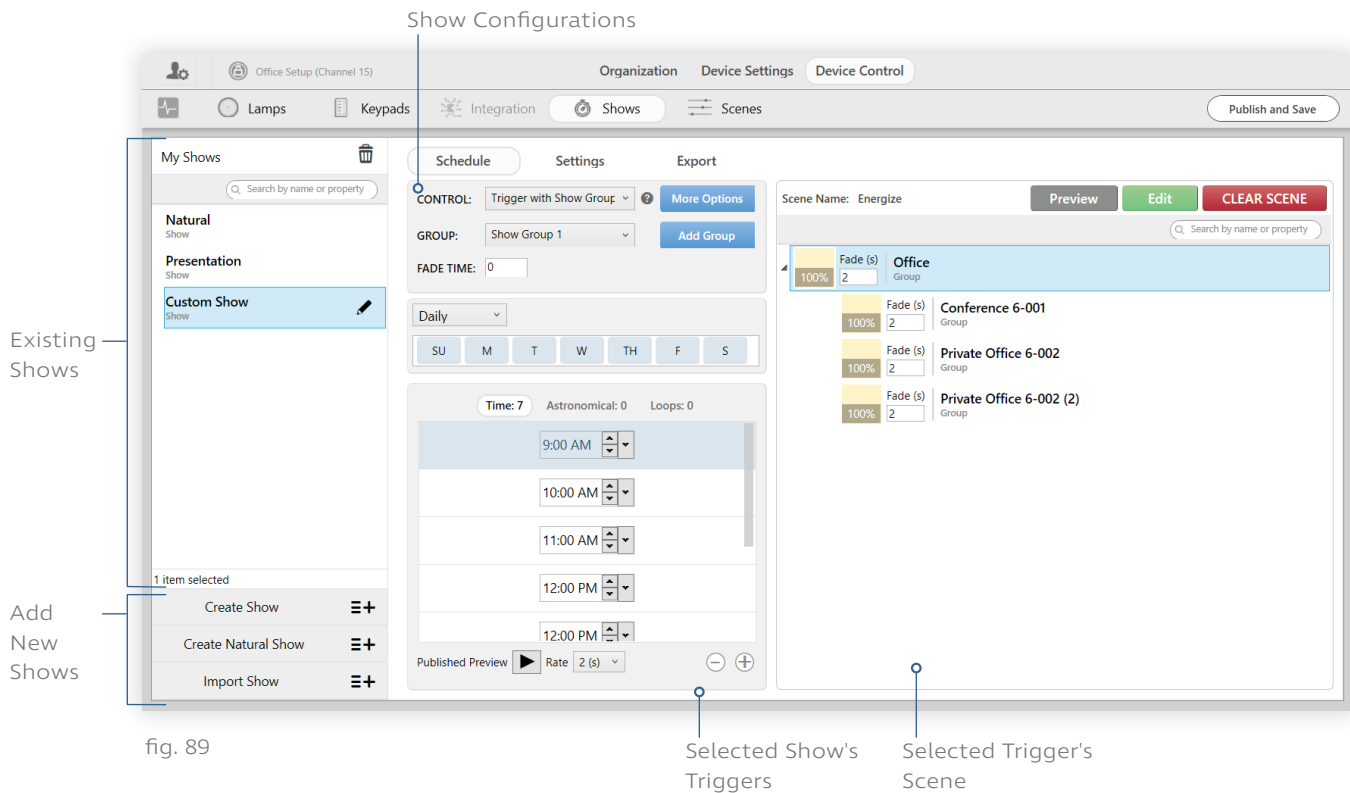 Show Configurations
Office Setup (Channel 15)
Organization Device Settings Device Control
Lamps Keypads Integration Shows Scenes Publish and Save
My Shows
Search by name or property
Natural
Show
Presentation
Show
Custom Show
Show
1 item selected
Create Show
Create Natural Show
Import Show
Schedule Settings Export
CONTROL: Trigger with Show Group ? More Options
GROUP: Show Group 1 Add Group
FADE TIME: 0
Daily
SU M T W TH F S
Time: 7 Astronomical: 0 Loops: 0
9:00 AM
10:00 AM
11:00 AM
12:00 PM
12:00 PM
Published Preview Rate 2 (s)
Scene Name: Energize Preview Edit CLEAR SCENE
Search by name or property
100% Fade (s) 2 Office
Group
100% Fade (s) 2 Conference 6-001
Group
100% Fade (s) 2 Private Office 6-002
Group
100% Fade (s) 2 Private Office 6-002 (2)
Group
Existing
Shows
Add
New
Shows
fig. 89
Selected Show's
Triggers
Selected Trigger's
Scene